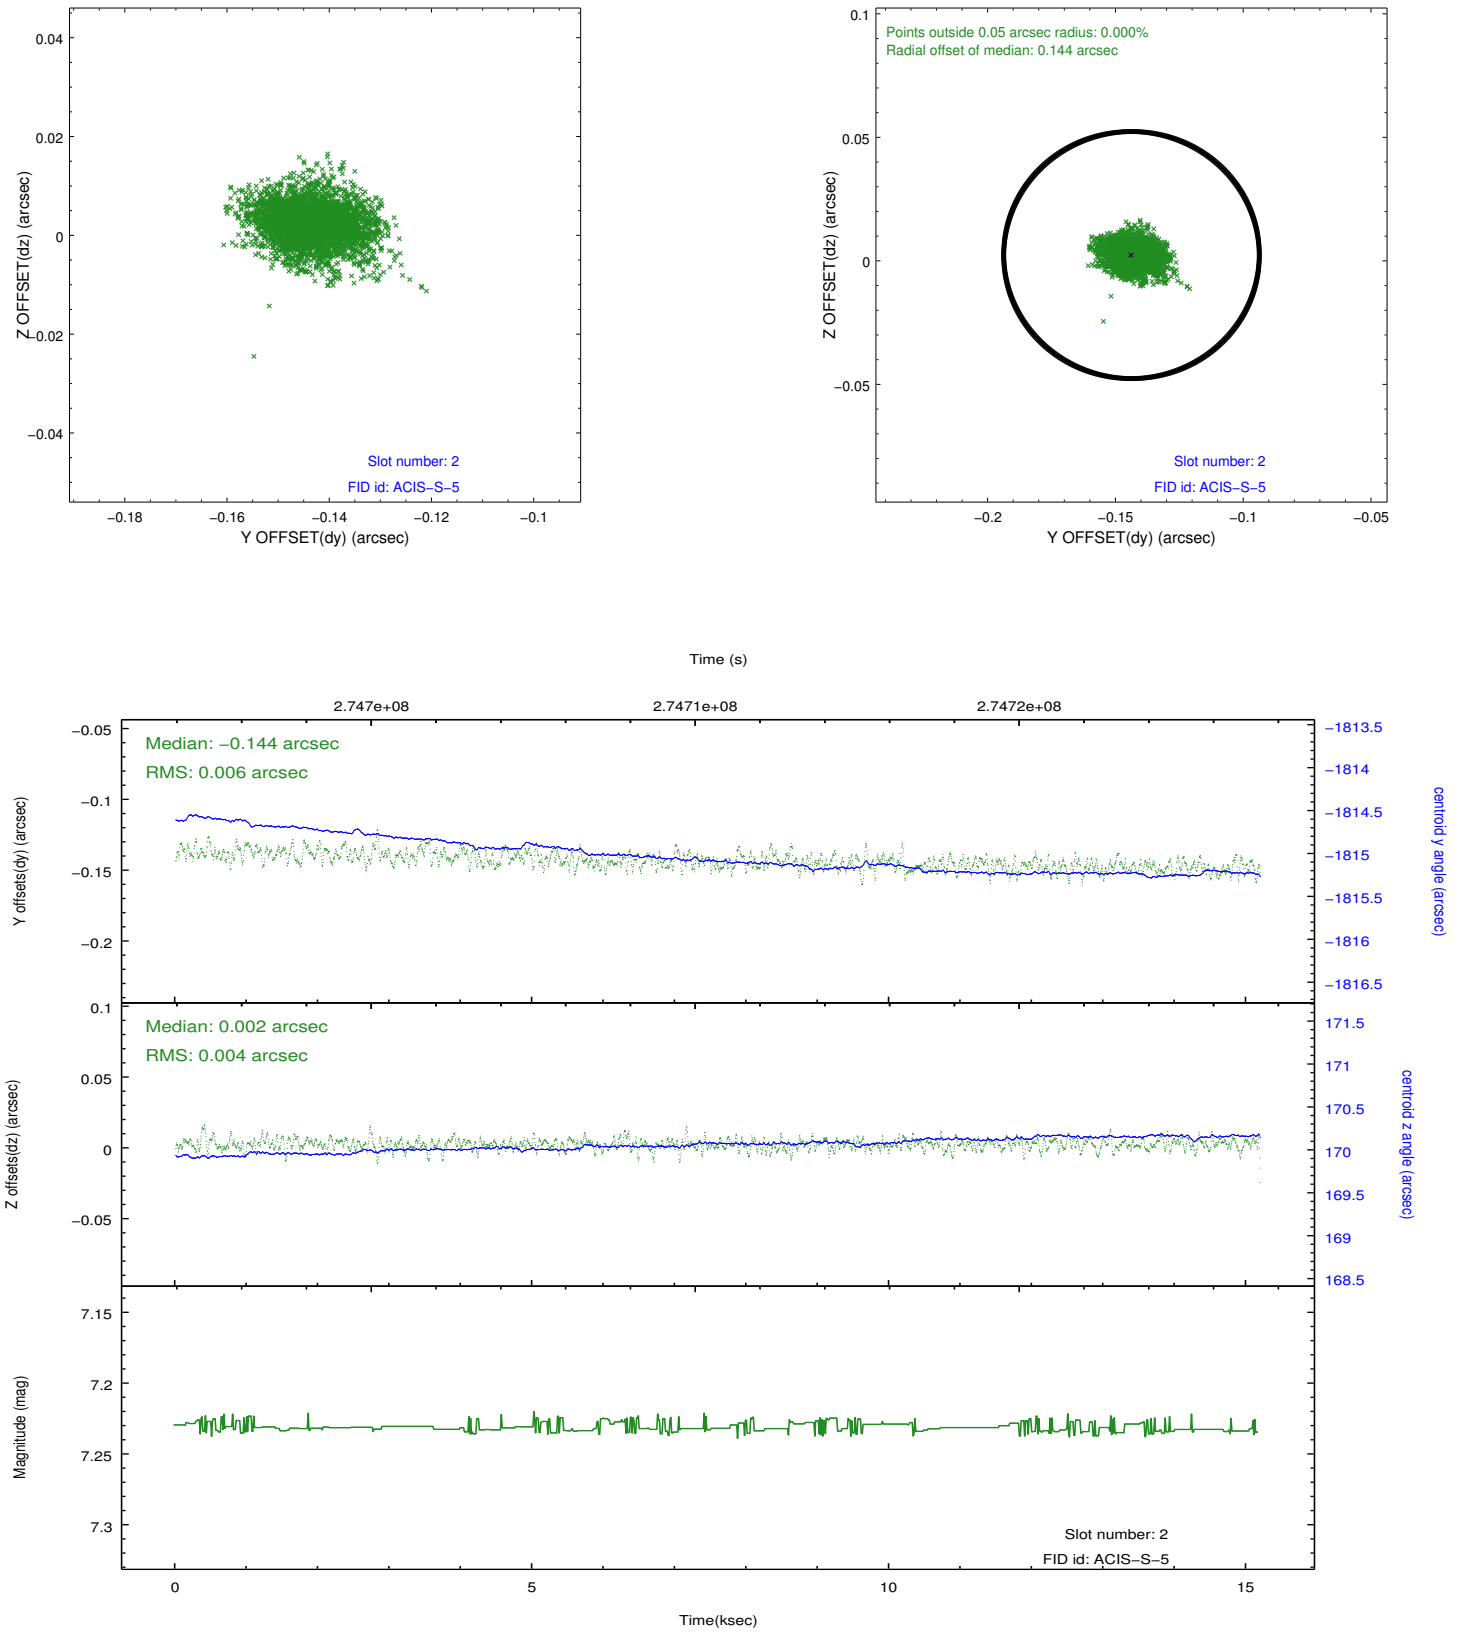 0.04
0.02
0
−0.02
−0.04
Z OFFSET(dz) (arcsec)
Slot number: 2
FID id: ACIS−S−5
−0.18 −0.16 −0.14 −0.12 −0.1
Y OFFSET(dy) (arcsec)
Points outside 0.05 arcsec radius: 0.000%
Radial offset of median: 0.144 arcsec
0.1
0.05
0
−0.05
Z OFFSET(dz) (arcsec)
Slot number: 2
FID id: ACIS−S−5
−0.2 −0.15 −0.1 −0.05
Y OFFSET(dy) (arcsec)
Time (s)
2.747e+08 2.7471e+08 2.7472e+08
Median: −0.144 arcsec
RMS: 0.006 arcsec
−0.05
−0.1
−0.15
−0.2
Y offsets(dy) (arcsec)
−1813.5
−1814
−1814.5
−1815
−1815.5
−1816
−1816.5
centroid y angle (arcsec)
Median: 0.002 arcsec
RMS: 0.004 arcsec
0.1
0.05
0
−0.05
Z offsets(dz) (arcsec)
171.5
171
170.5
170
169.5
169
168.5
centroid z angle (arcsec)
7.15
7.2
7.25
7.3
Magnitude (mag)
Slot number: 2
FID id: ACIS−S−5
0 5 10 15
Time(ksec)